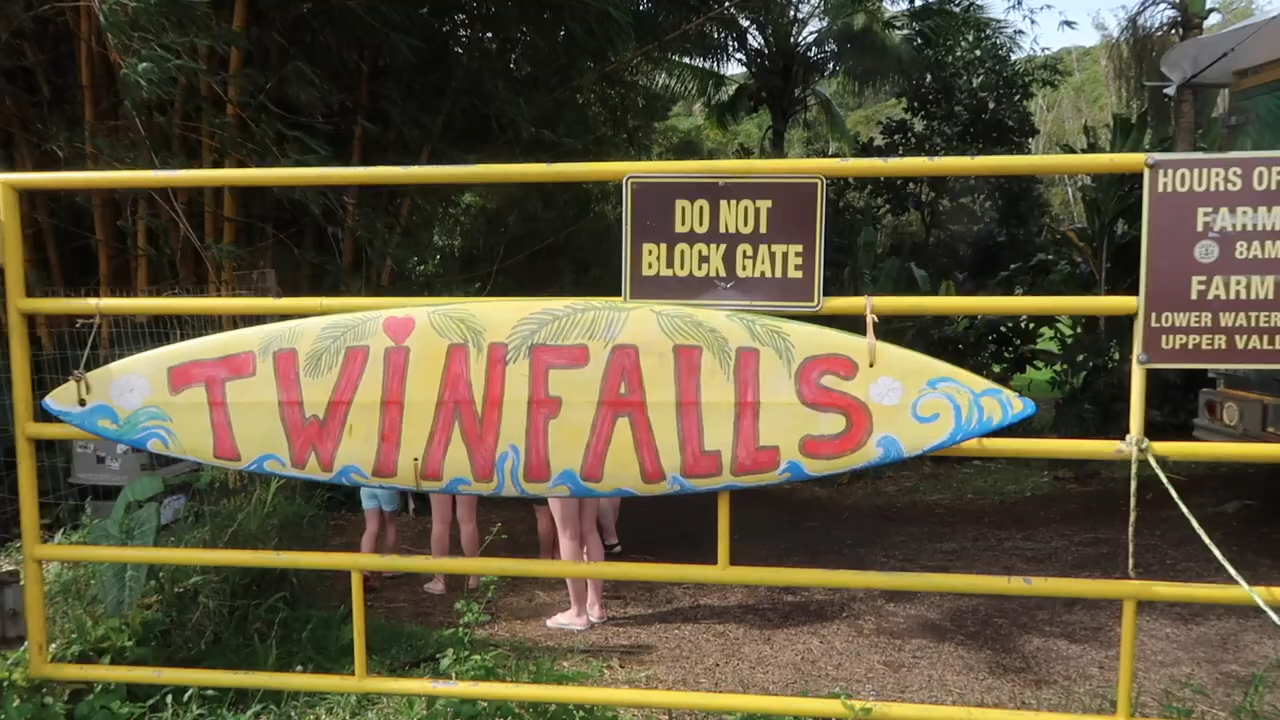 DO NOT
BLOCK GATE
TWINFALLS
HOURS OF
FARM
8AM
FARM
LOWER WATER
UPPER VALL